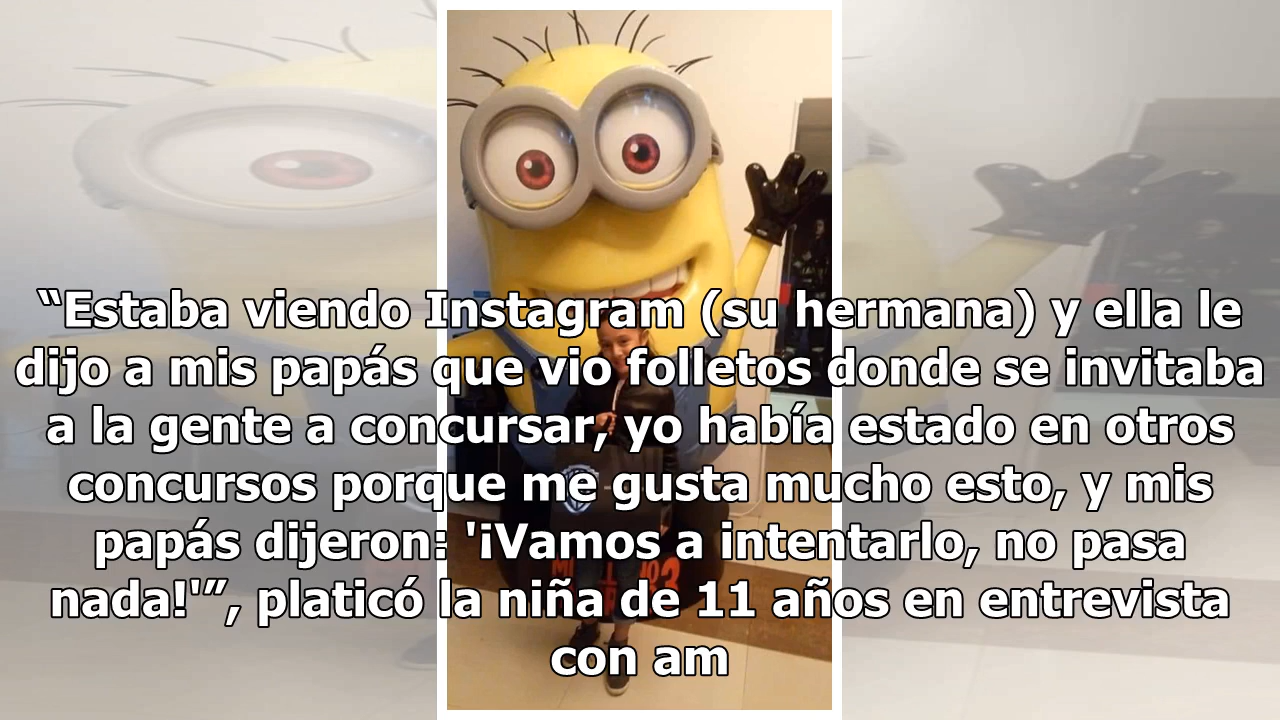 “Estaba viendo Instagram (su hermana) y ella le
dijo a mis papás que vio folletos donde se invitaba
a la gente a concursar, yo había estado en otros
concursos porque me gusta mucho esto, y mis
papás dijeron: '¡Vamos a intentarlo, no pasa
nada!'”, platicó la niña de 11 años en entrevista
con am